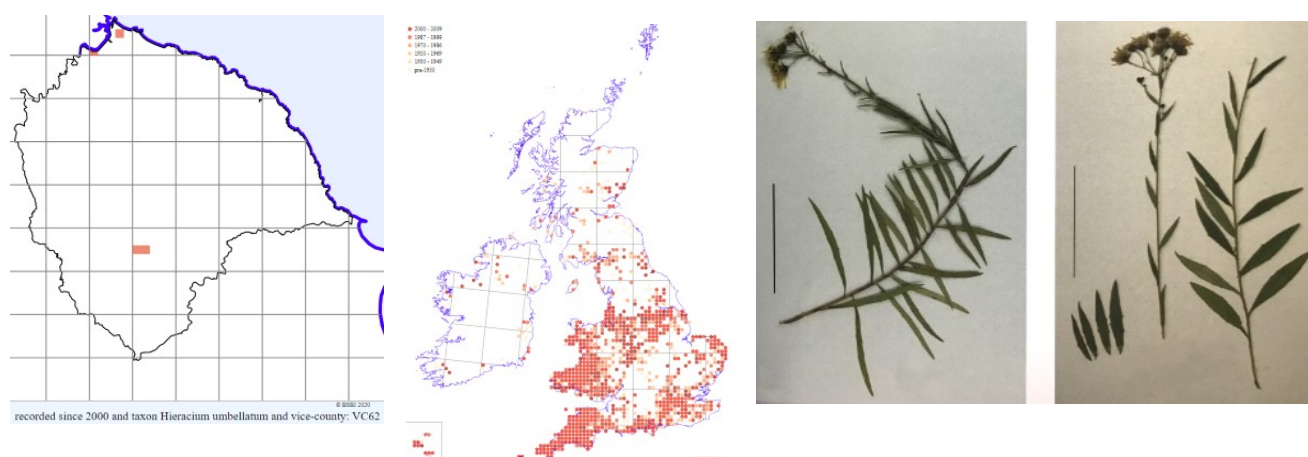 © BSBI 2020
recorded since 2000 and taxon Hieracium umbellatum and vice-county: VC62
2000 - 2009
1987 - 1999
1970 - 1986
1950 - 1969
1930 - 1949
pre-1930